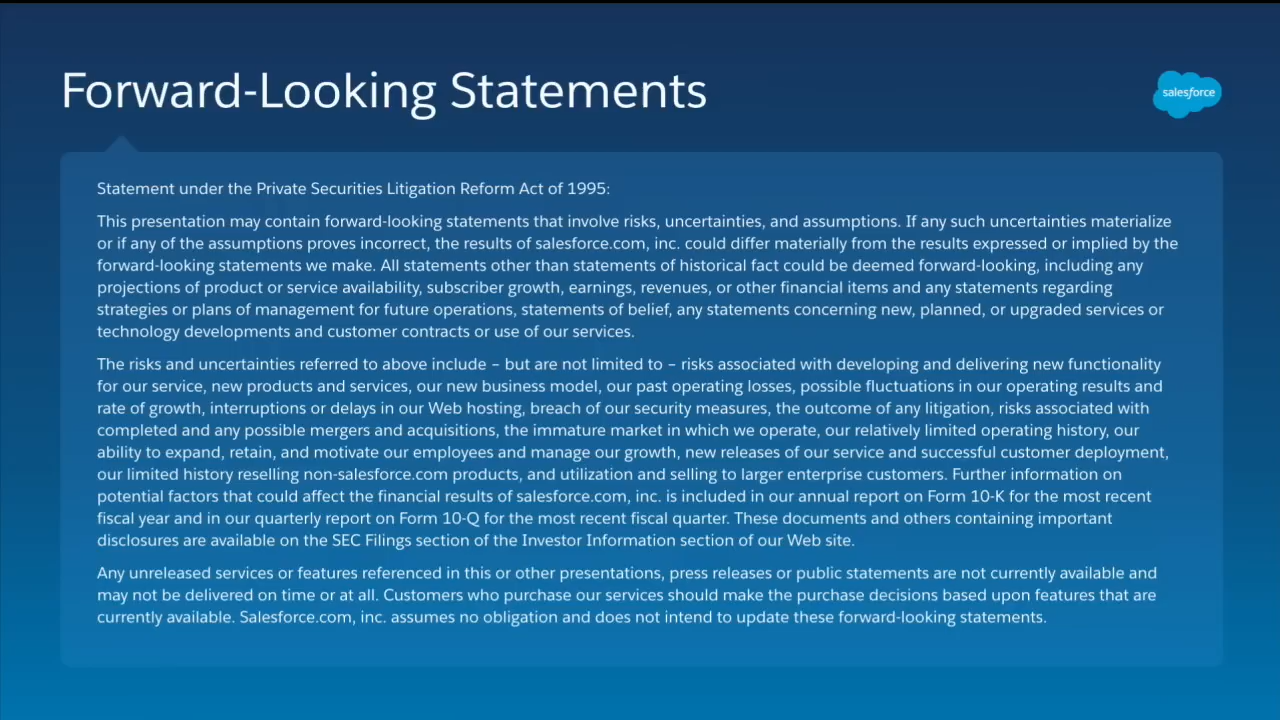 Forward-Looking Statements
salesforce
Statement under the Private Securities Litigation Reform Act of 1995:
This presentation may contain forward-looking statements that involve risks, uncertainties, and assumptions. If any such uncertainties materialize
or if any of the assumptions proves incorrect, the results of salesforce.com, inc. could differ materially from the results expressed or implied by the
forward-looking statements we make. All statements other than statements of historical fact could be deemed forward-looking, including any
projections of product or service availability, subscriber growth, earnings, revenues, or other financial items and any statements regarding
strategies or plans of management for future operations, statements of belief, any statements concerning new, planned, or upgraded services or
technology developments and customer contracts or use of our services.
The risks and uncertainties referred to above include – but are not limited to – risks associated with developing and delivering new functionality
for our service, new products and services, our new business model, our past operating losses, possible fluctuations in our operating results and
rate of growth, interruptions or delays in our Web hosting, breach of our security measures, the outcome of any litigation, risks associated with
completed and any possible mergers and acquisitions, the immature market in which we operate, our relatively limited operating history, our
ability to expand, retain, and motivate our employees and manage our growth, new releases of our service and successful customer deployment,
our limited history reselling non-salesforce.com products, and utilization and selling to larger enterprise customers. Further information on
potential factors that could affect the financial results of salesforce.com, inc. is included in our annual report on Form 10-K for the most recent
fiscal year and in our quarterly report on Form 10-Q for the most recent fiscal quarter. These documents and others containing important
disclosures are available on the SEC Filings section of the Investor Information section of our Web site.
Any unreleased services or features referenced in this or other presentations, press releases or public statements are not currently available and
may not be delivered on time or at all. Customers who purchase our services should make the purchase decisions based upon features that are
currently available. Salesforce.com, inc. assumes no obligation and does not intend to update these forward-looking statements.